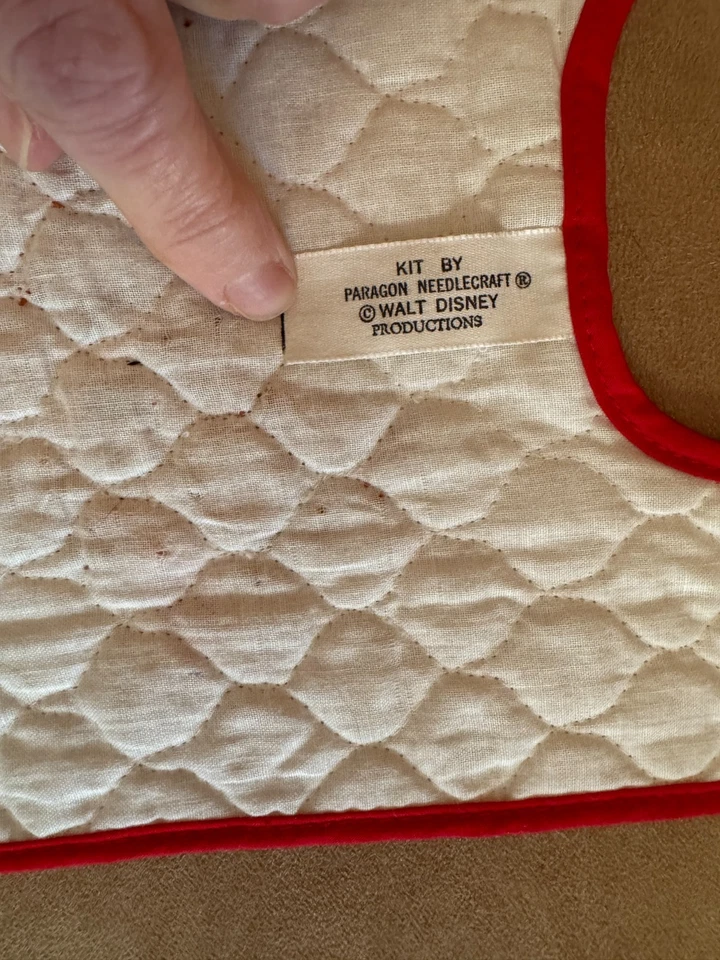 KIT BY
PARAGON NEEDLECRAFT®
© WALT DISNEY
PRODUCTIONS